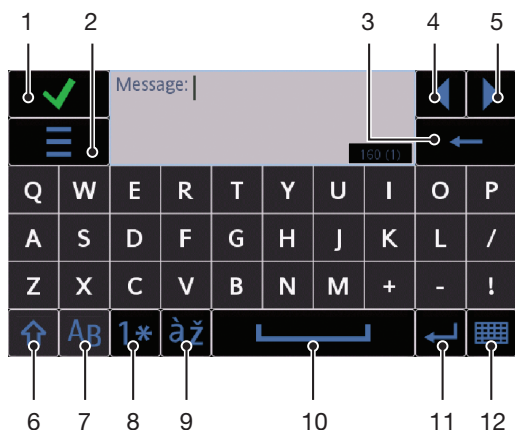 1 2 3 4 5
Message:
160 (1)
Q W E R T Y U I O P
A S D F G H J K L /
Z X C V B N M + - !
AB 1* àž
6 7 8 9 10 11 12